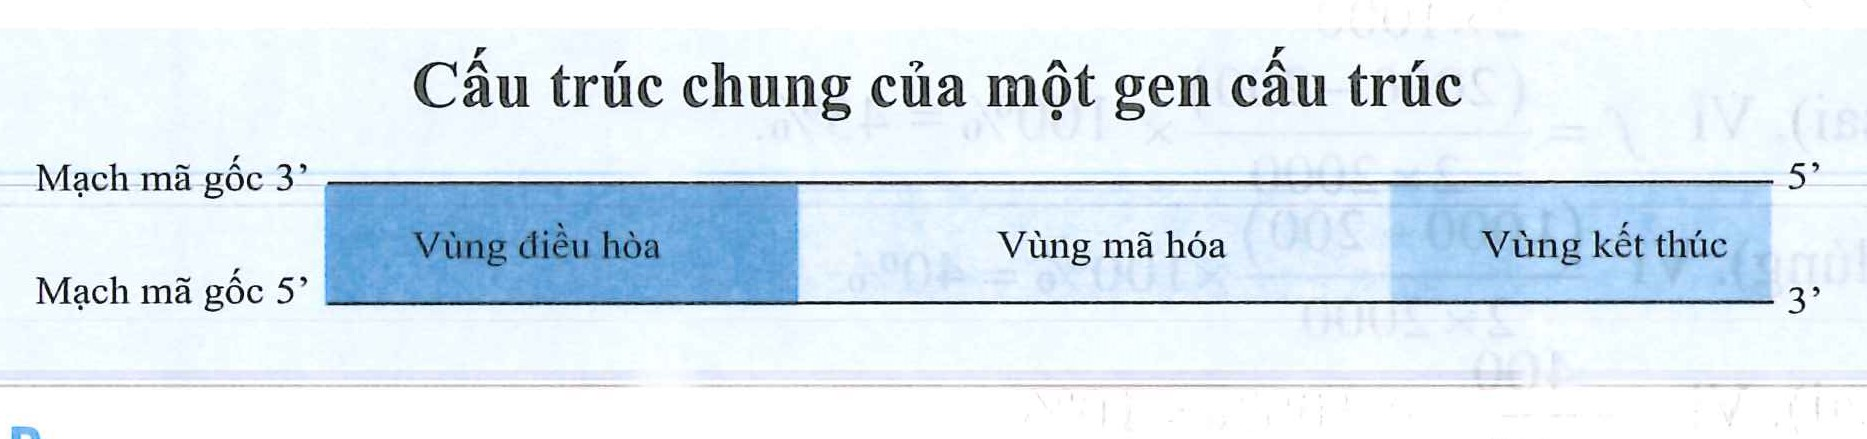 Cấu trúc chung của một gen cấu trúc
Mạch mã gốc 3’ 5’
Vùng điều hòa Vùng mã hóa Vùng kết thúc
Mạch mã gốc 5’ 3’